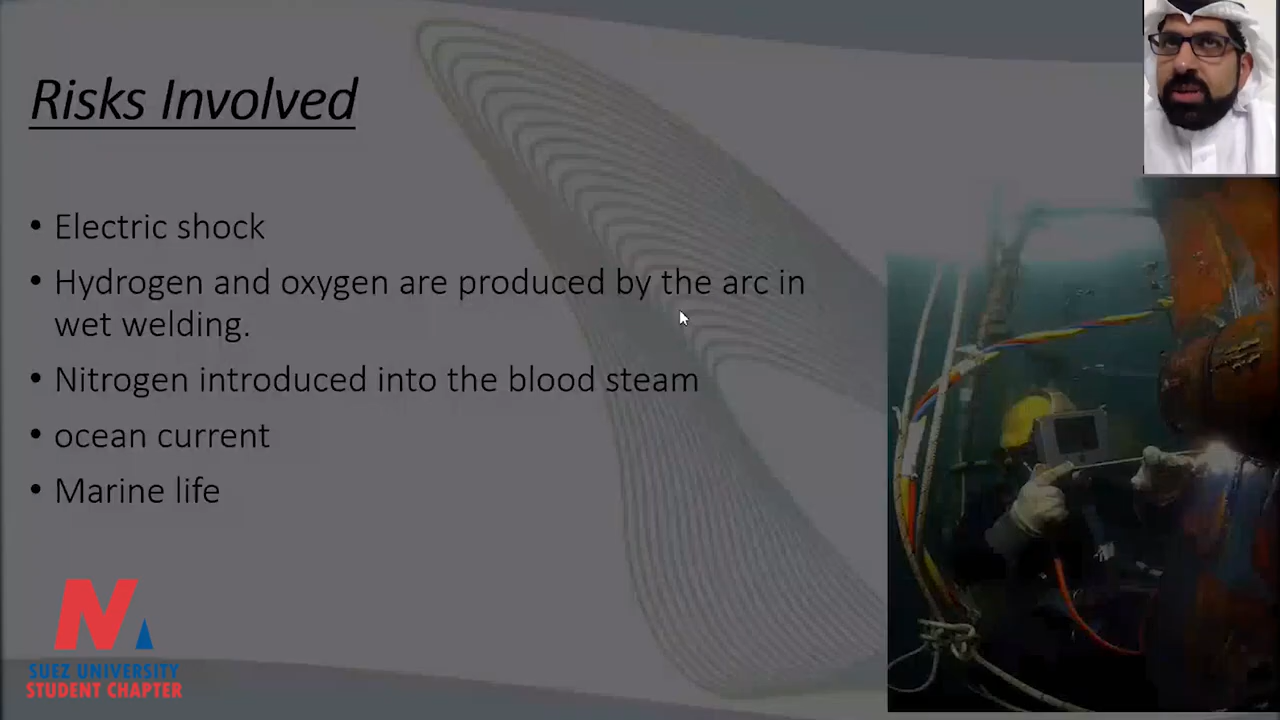 Risks Involved
• Electric shock
• Hydrogen and oxygen are produced by the arc in
wet welding.
• Nitrogen introduced into the blood steam
• ocean current
• Marine life
SUEZ UNIVERSITY
STUDENT CHAPTER